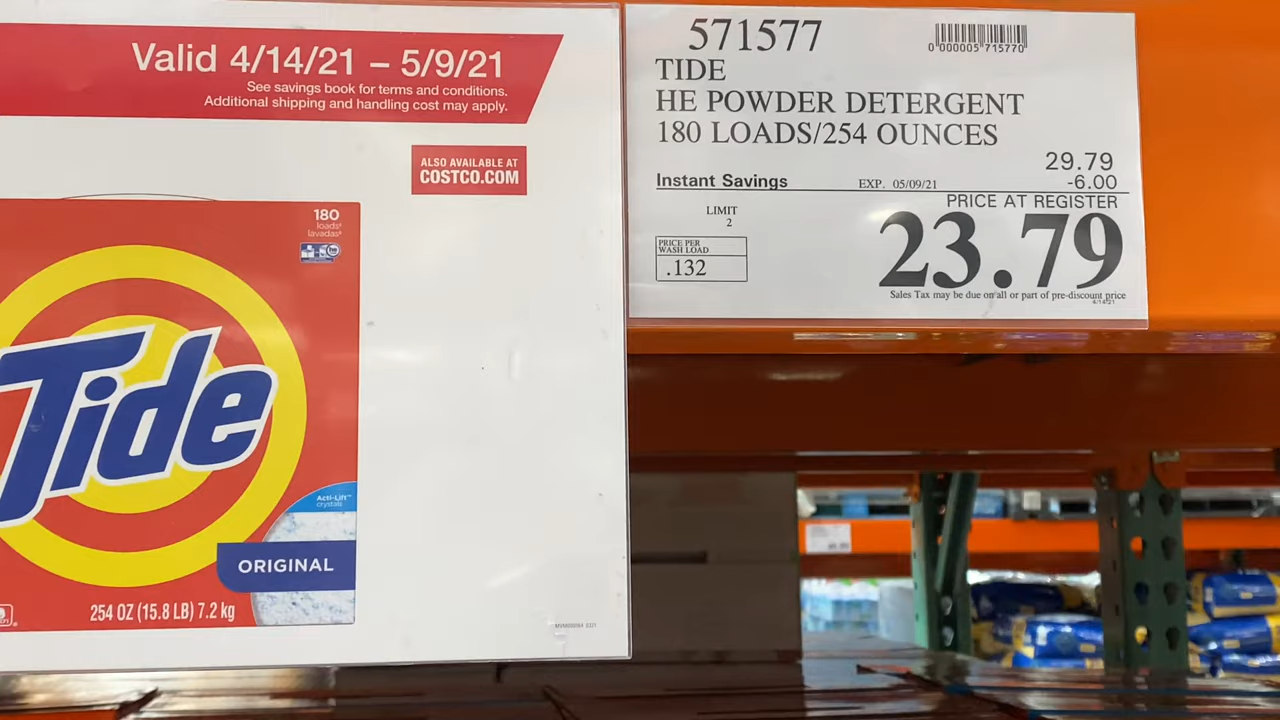 Valid 4/14/21 – 5/9/21
See savings book for terms and conditions.
Additional shipping and handling cost may apply.
ALSO AVAILABLE AT
COSTCO.COM
180
loads
lavadas
Tide
Acti-Lift™
crystals
ORIGINAL
254 OZ (15.8 LB) 7.2 kg
571577
0 000005 715770
TIDE
HE POWDER DETERGENT
180 LOADS/254 OUNCES
29.79
Instant Savings EXP. 05/09/21 -6.00
PRICE AT REGISTER
LIMIT
2
23.79
PRICE PER
WASH LOAD
.132
Sales Tax may be due on all or part of pre-discount price
4/14/21